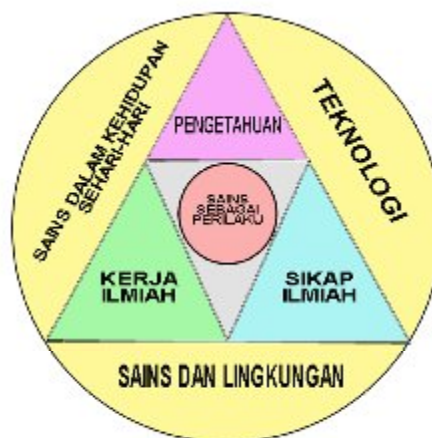 SAINS DALAM KEHIDUPAN
SEHARI-HARI
TEKNOLOGI
PENGETAHUAN
SAINS
SEBAGAI
PERILAKU
KERJA
ILMIAH
SIKAP
ILMIAH
SAINS DAN LINGKUNGAN